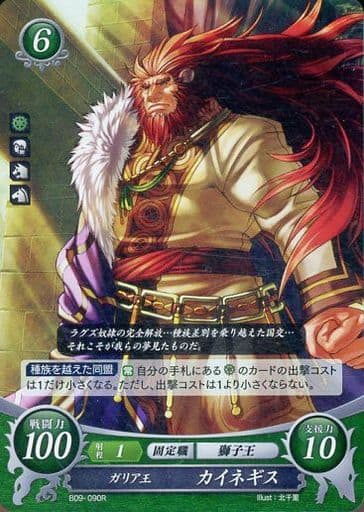 6
ラグズ奴隷の完全解放…種族差別を乗り越えた国交…
それこそが我らの夢見たものだ。
種族を越えた同盟 常 自分の手札にある のカードの出撃コスト
は1だけ小さくなる。ただし、出撃コストは1より小さくならない。
戦闘力
100
射程 1
固定職
獅子王
支援力
10
ガリア王 カイネギス
B09-090R
Illust:北千里